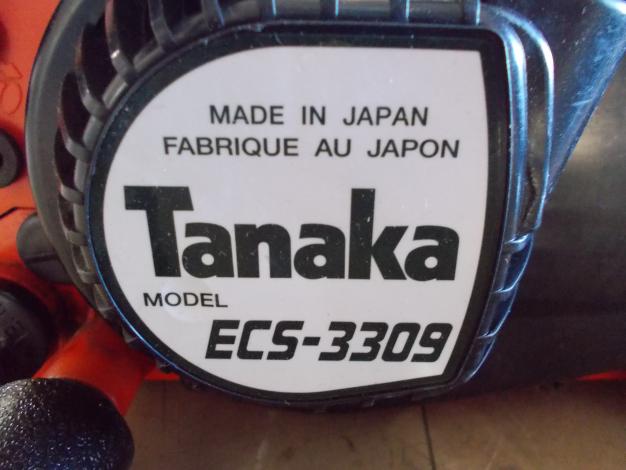 MADE IN JAPAN
FABRIQUE AU JAPON
Tanaka
MODEL
ECS-3309